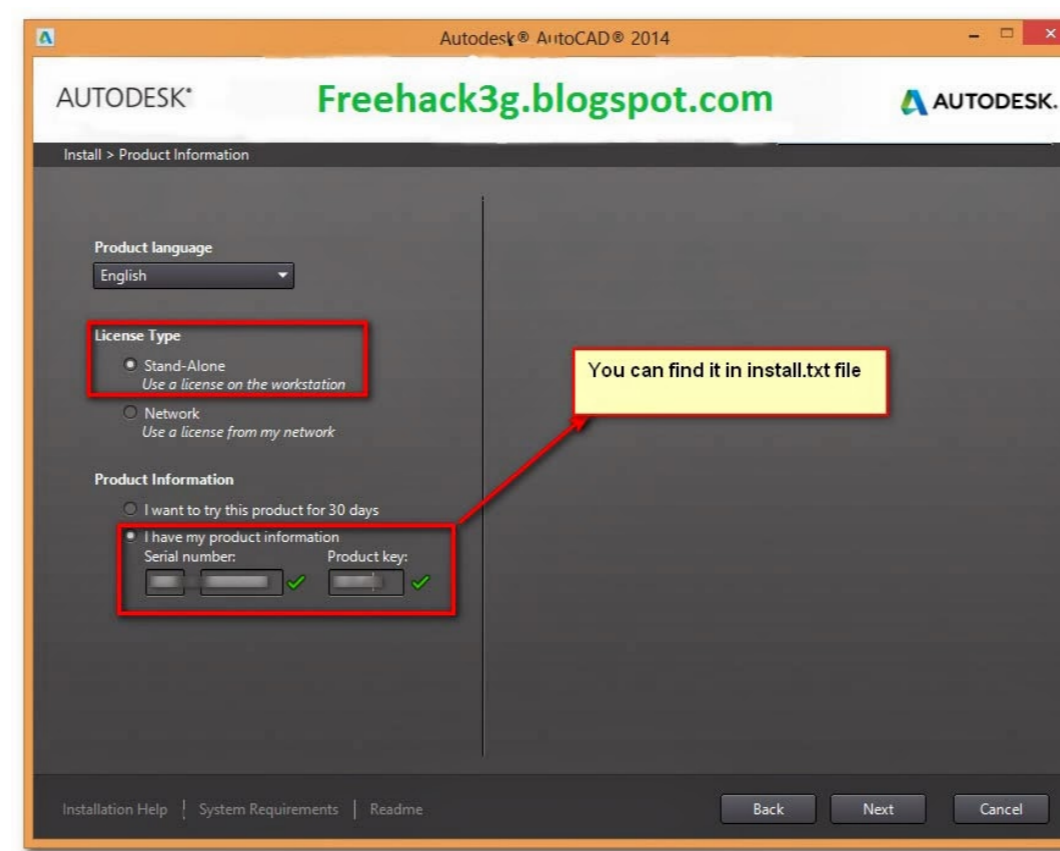 Autodesk® AutoCAD® 2014
AUTODESK®
Freehack3g.blogspot.com
AUTODESK.
Install > Product Information
Product language
English
License Type
Stand-Alone
Use a license on the workstation
Network
Use a license from my network
Product Information
I want to try this product for 30 days
I have my product information
Serial number: Product key:
You can find it in install.txt file
Installation Help | System Requirements | Readme
Back Next Cancel